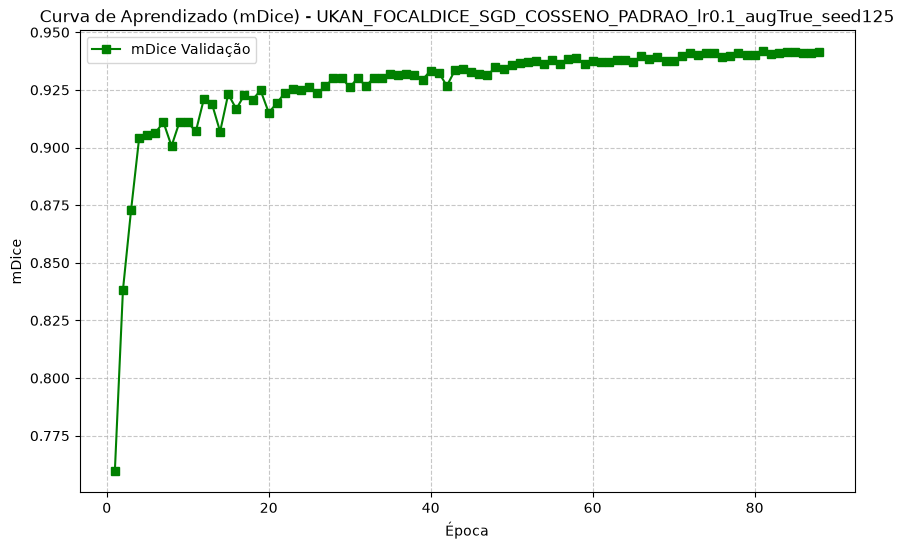 Curva de Aprendizado (mDice) - UKAN_FOCALDICE_SGD_COSSENO_PADRAO_lr0.1_augTrue_seed125
mDice Validação
0.950
0.925
0.900
0.875
0.850
0.825
0.800
0.775
mDice
0 20 40 60 80
Época